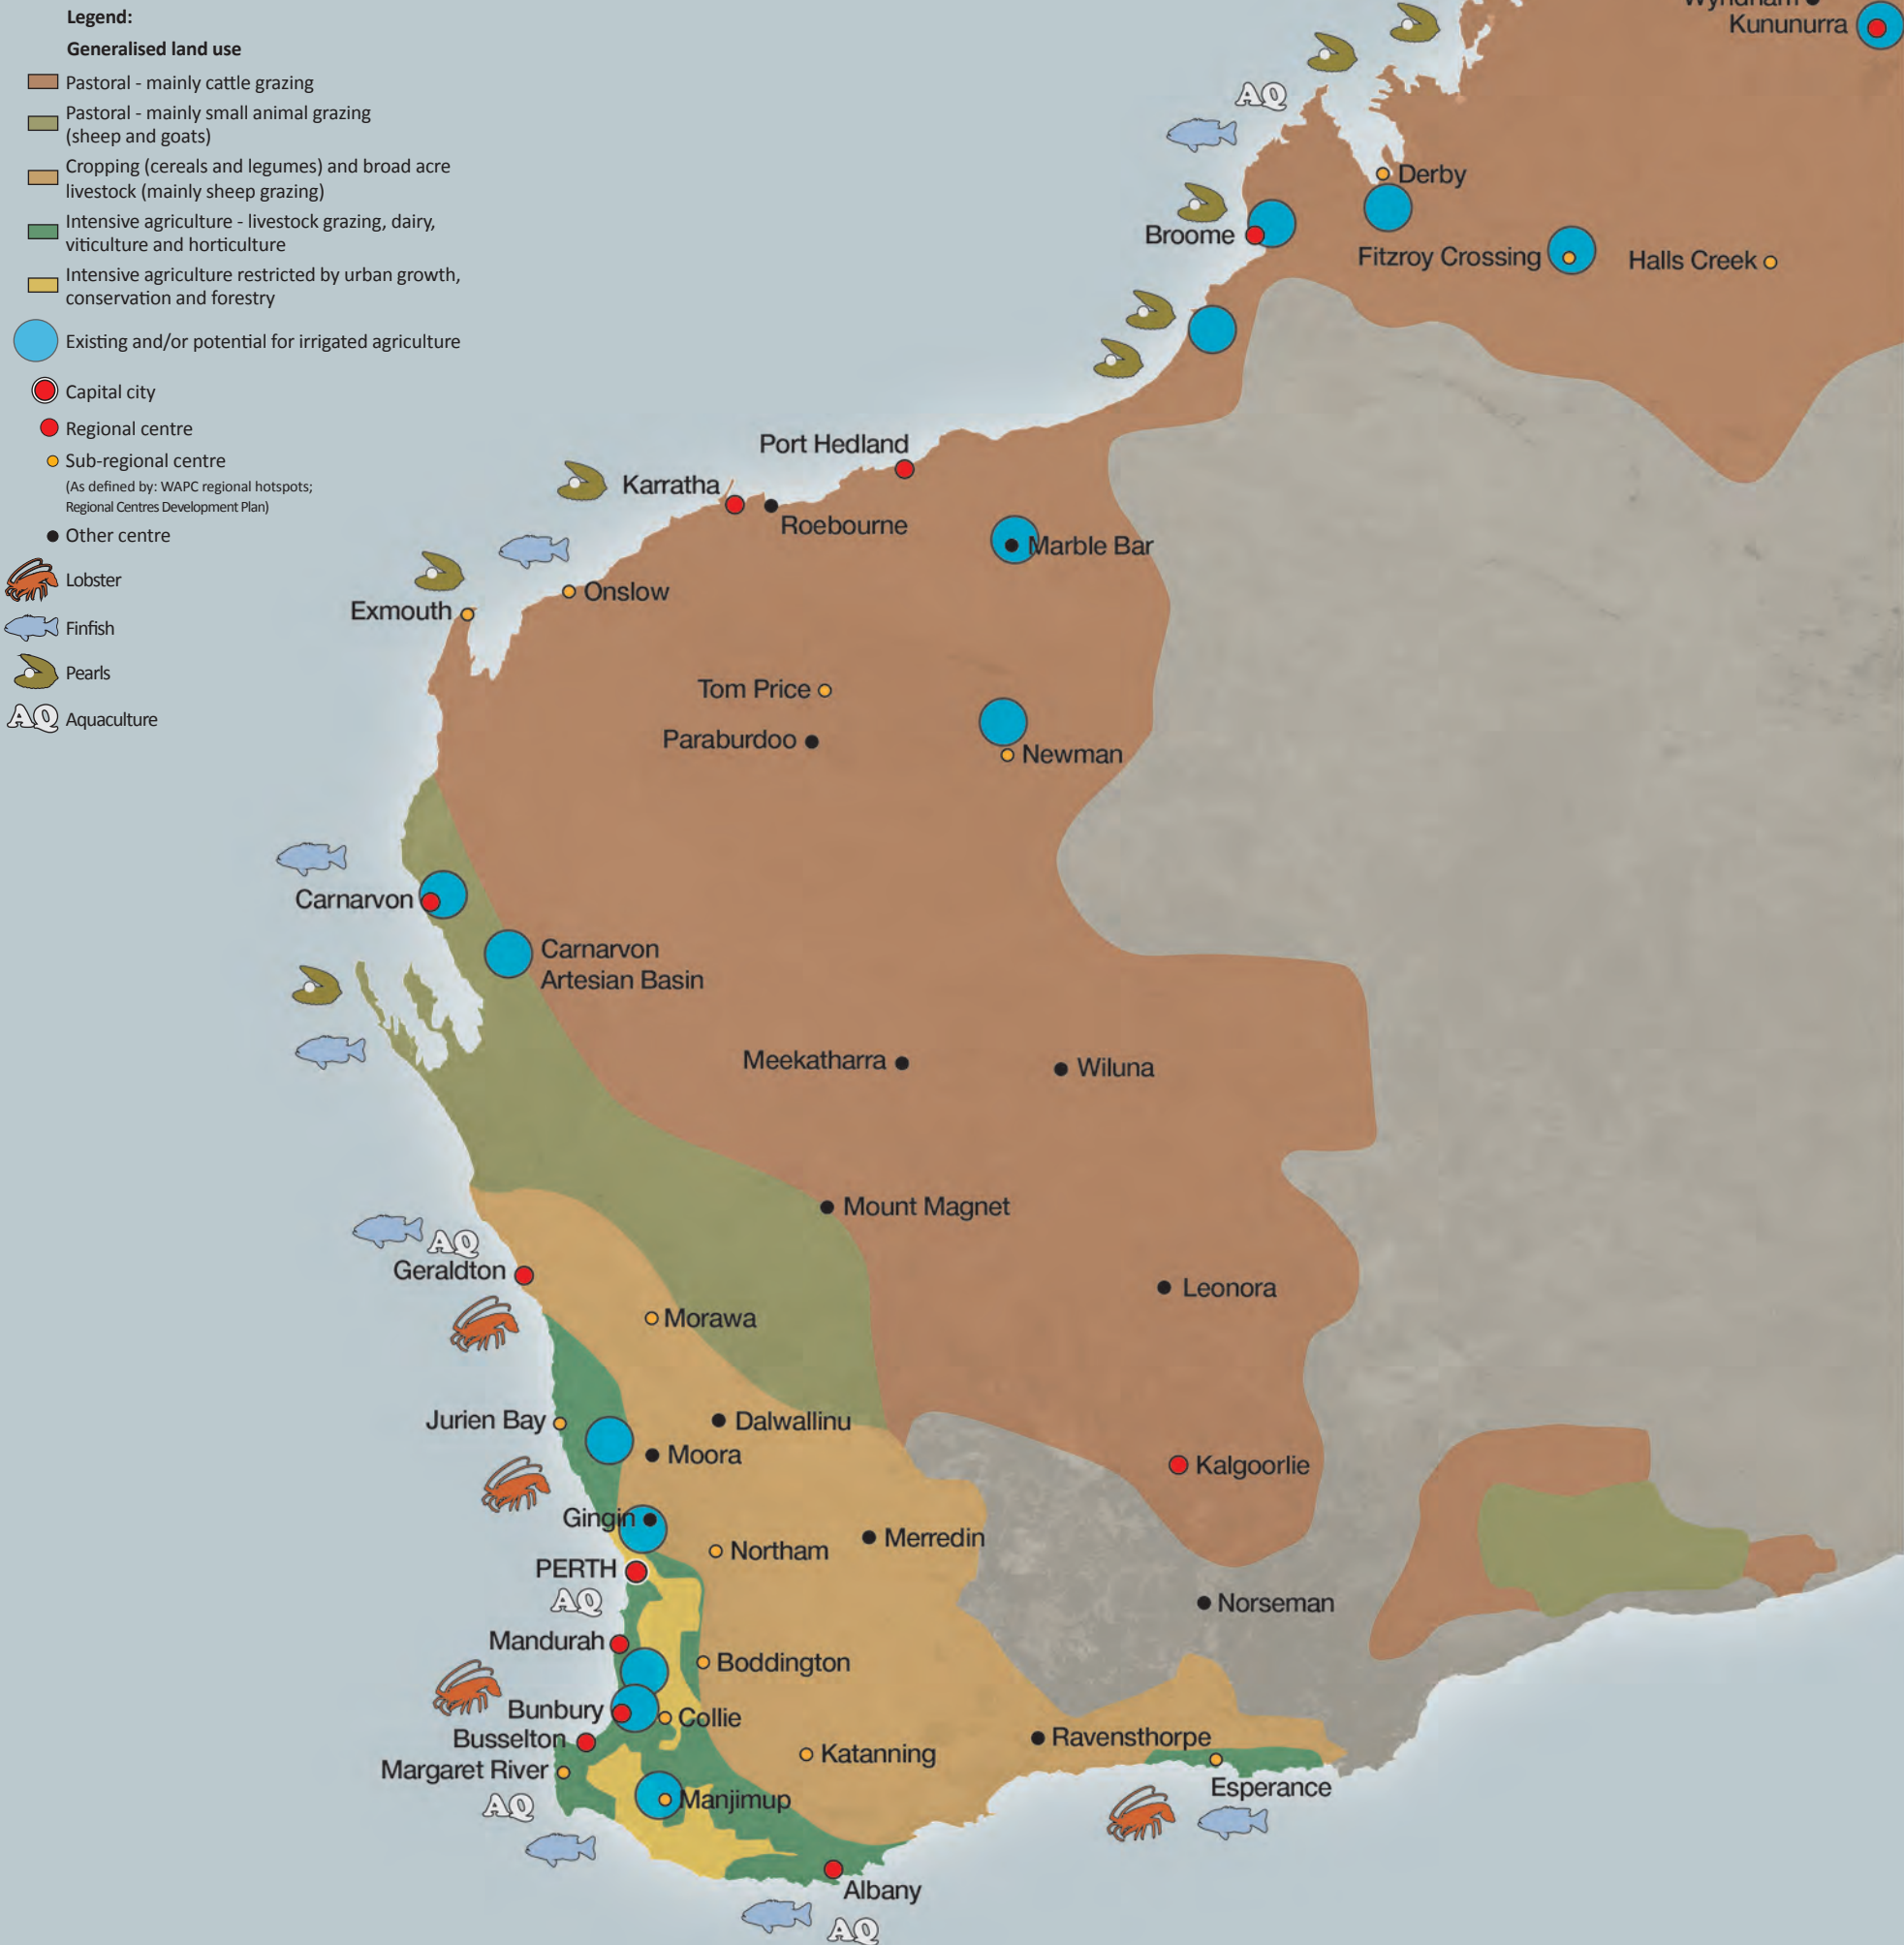 Legend:
Generalised land use
Pastoral - mainly cattle grazing
Pastoral - mainly small animal grazing
(sheep and goats)
Cropping (cereals and legumes) and broad acre
livestock (mainly sheep grazing)
Intensive agriculture - livestock grazing, dairy,
viticulture and horticulture
Intensive agriculture restricted by urban growth,
conservation and forestry
Existing and/or potential for irrigated agriculture
Capital city
Regional centre
Sub-regional centre
(As defined by: WAPC regional hotspots;
Regional Centres Development Plan)
Other centre
Lobster
Finfish
Pearls
AQ Aquaculture
Wyndham
Kununurra
AQ
Derby
Broome
Fitzroy Crossing
Halls Creek
Port Hedland
Karratha
Roebourne
Marble Bar
Onslow
Exmouth
Tom Price
Paraburdoo
Newman
Carnarvon
Carnarvon
Artesian Basin
Meekatharra
Wiluna
Mount Magnet
AQ
Geraldton
Leonora
Morawa
Jurien Bay
Dalwallinu
Moora
Kalgoorlie
Gingin
Merredin
Northam
PERTH
AQ
Norseman
Mandurah
Boddington
Bunbury
Collie
Busselton
Ravensthorpe
Katanning
Margaret River
Esperance
Manjimup
AQ
Albany
AQ